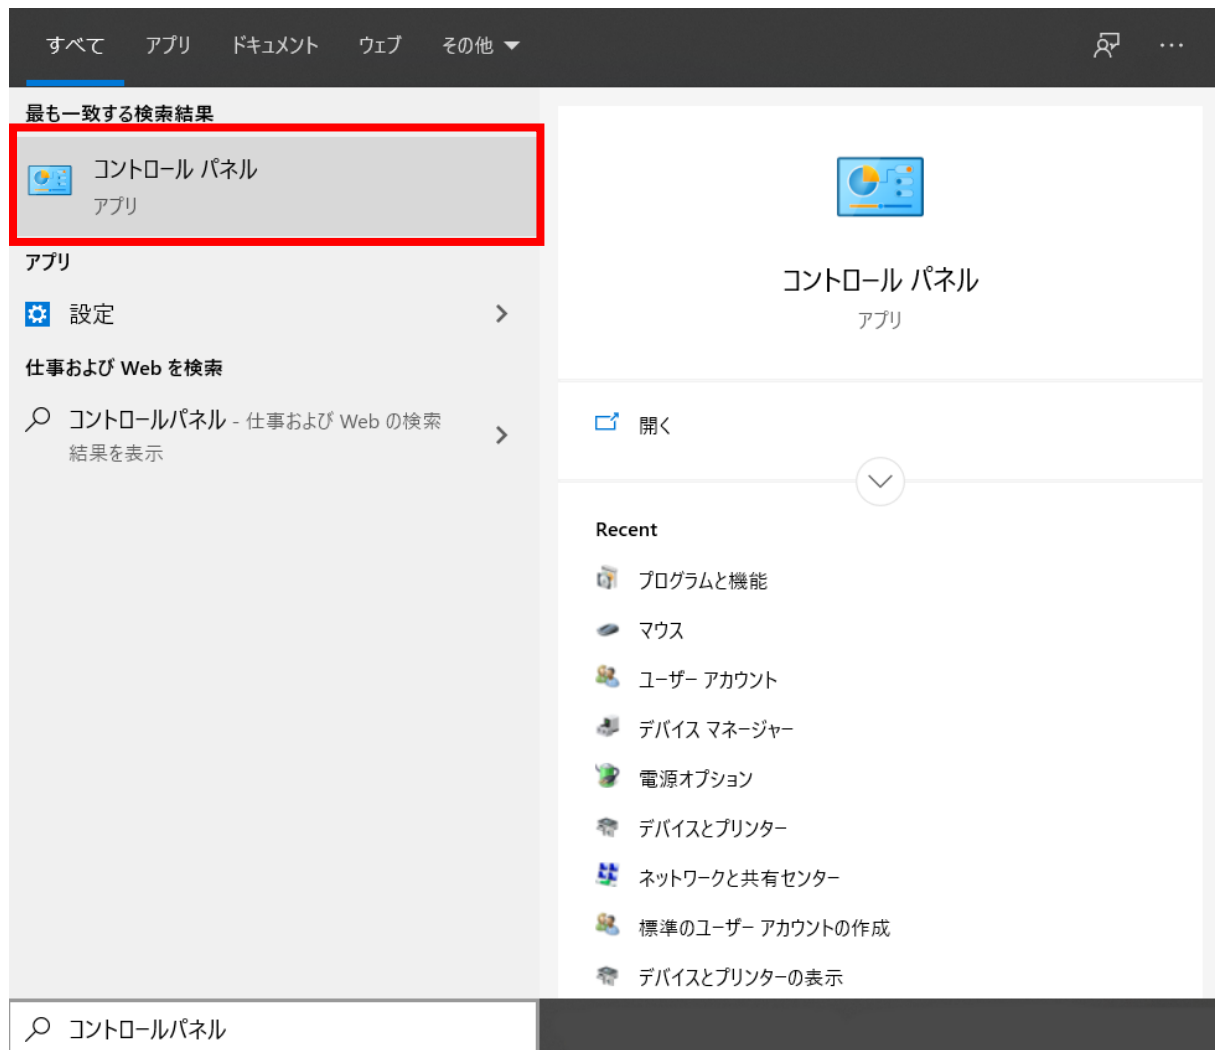 すべて アプリ ドキュメント ウェブ その他
最も一致する検索結果
コントロール パネル
アプリ
アプリ
設定
仕事および Web を検索
コントロールパネル - 仕事および Web の検索
結果を表示
コントロール パネル
アプリ
開く
Recent
プログラムと機能
マウス
ユーザー アカウント
デバイス マネージャー
電源オプション
デバイスとプリンター
ネットワークと共有センター
標準のユーザー アカウントの作成
デバイスとプリンターの表示
コントロールパネル